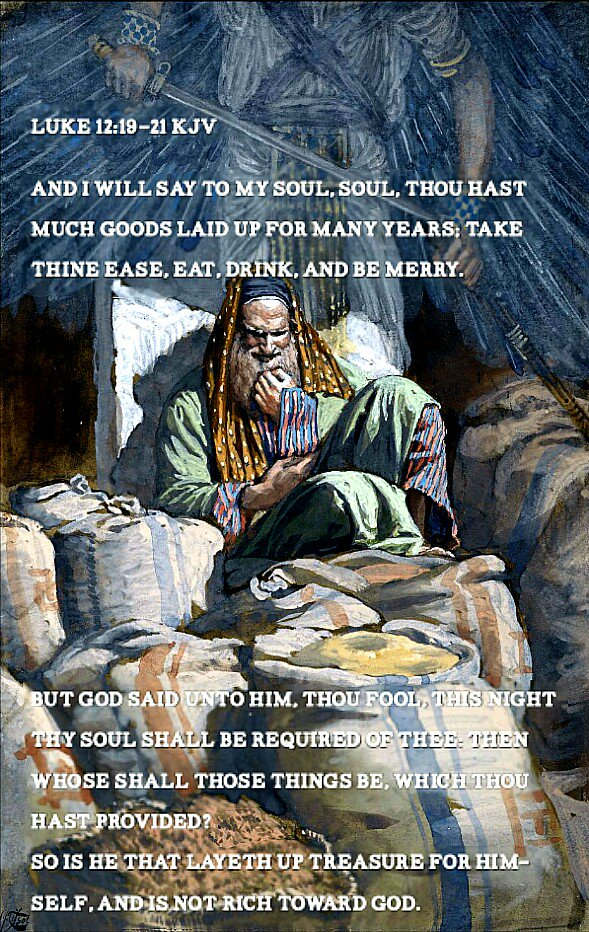 LUKE 12:19-21 KJV
AND I WILL SAY TO MY SOUL, SOUL, THOU HAST
MUCH GOODS LAID UP FOR MANY YEARS; TAKE
THINE EASE, EAT, DRINK, AND BE MERRY.
BUT GOD SAID UNTO HIM, THOU FOOL, THIS NIGHT
THY SOUL SHALL BE REQUIRED OF THEE: THEN
WHOSE SHALL THOSE THINGS BE, WHICH THOU
HAST PROVIDED?
SO IS HE THAT LAYETH UP TREASURE FOR HIM-
SELF, AND IS NOT RICH TOWARD GOD.